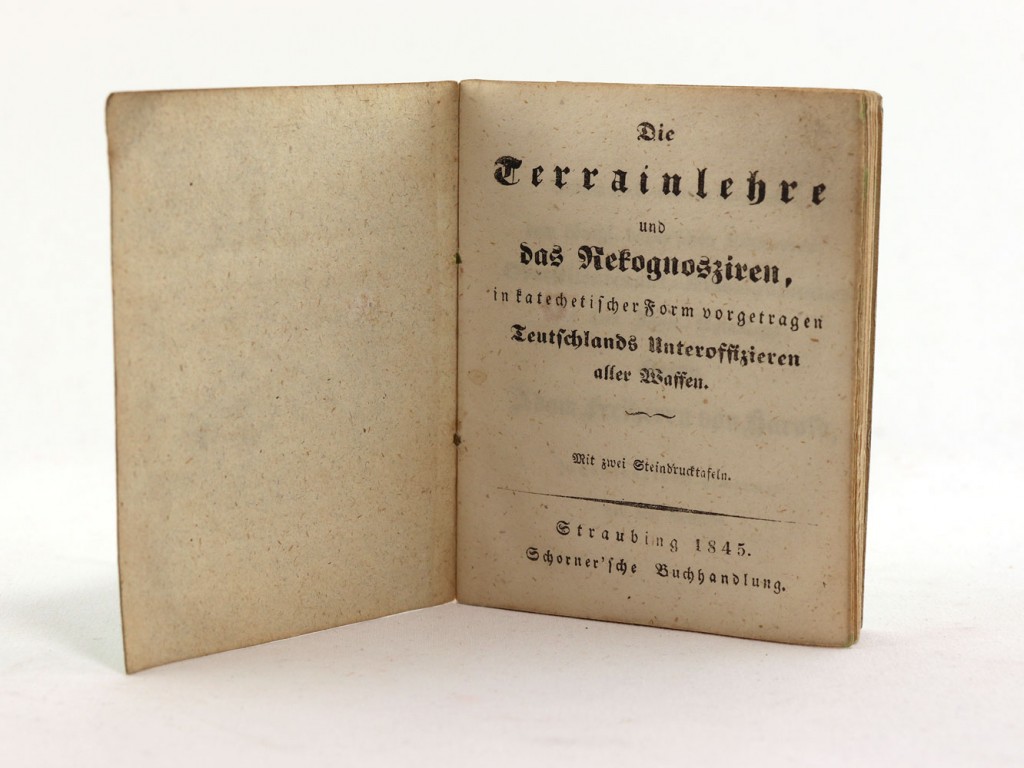 Die
Terrainlehre
und
das Rekognosziren,
in katechetischer Form vorgetragen
Teutschlands Unteroffizieren
aller Waffen.
Mit zwei Steindrucktafeln.
Straubing 1845.
Schorner'sche Buchhandlung.